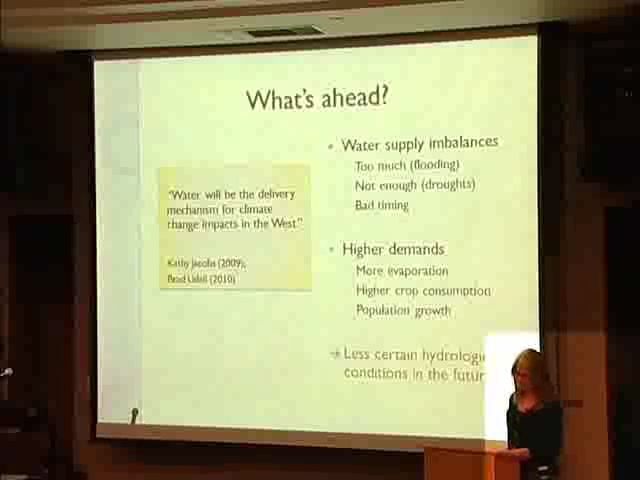 What's ahead?
"Water will be the delivery
mechanism for climate
change impacts in the West."
Kathy Jacobs (2009);
Brad Udall (2010)
• Water supply imbalances
Too much (flooding)
Not enough (droughts)
Bad timing
• Higher demands
More evaporation
Higher crop consumption
Population growth
→ Less certain hydrologi
conditions in the futur